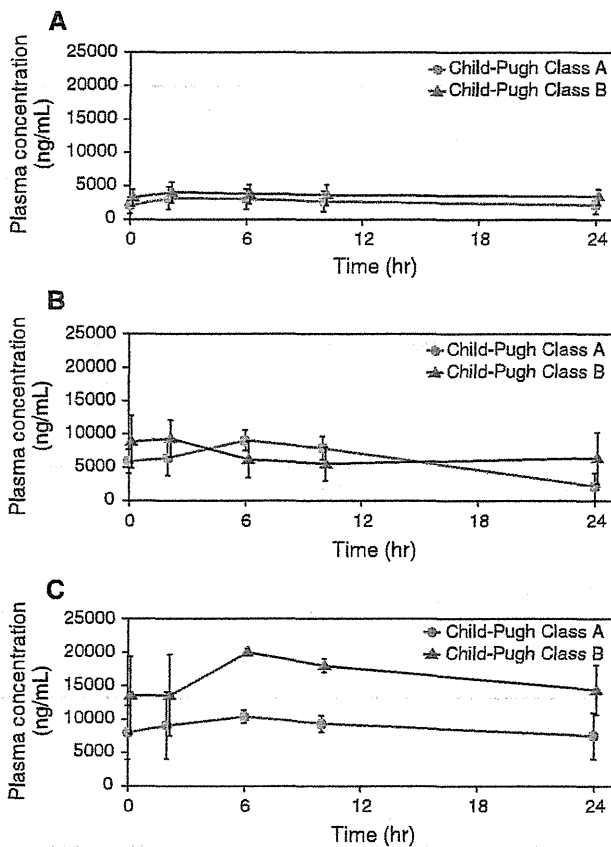 A
Plasma concentration
(ng/mL)
25000
20000
15000
10000
5000
0
Child-Pugh Class A
Child-Pugh Class B
0 6 12 18 24
Time (hr)
B
Plasma concentration
(ng/mL)
25000
20000
15000
10000
5000
0
Child-Pugh Class A
Child-Pugh Class B
0 6 12 18 24
Time (hr)
C
Plasma concentration
(ng/mL)
25000
20000
15000
10000
5000
0
Child-Pugh Class A
Child-Pugh Class B
0 6 12 18 24
Time (hr)